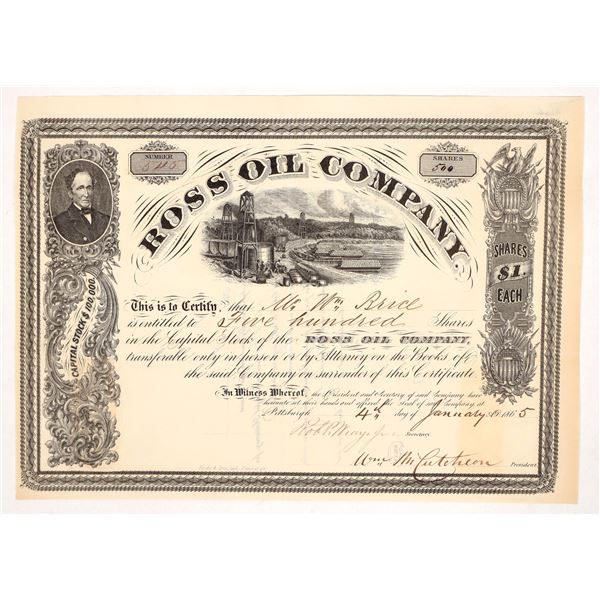 NUMBER
SHARES
500
ROSS OIL COMPANY.
CAPITAL STOCK $100,000.
SHARES
$1.
EACH
This is to Certify, that Mr. Wm. Brice
is entitled to Five hundred Shares
in the Capital Stock of the ROSS OIL COMPANY,
transferable only in person or by Attorney on the Books of
the said Company on surrender of this Certificate
In Witness Whereof, the President and Secretary of said Company have
hereunto set their hands and affixed the Seal of said Company at
Pittsburgh 4th day of January AD 1865
Secretary
Wm. McCutcheon President